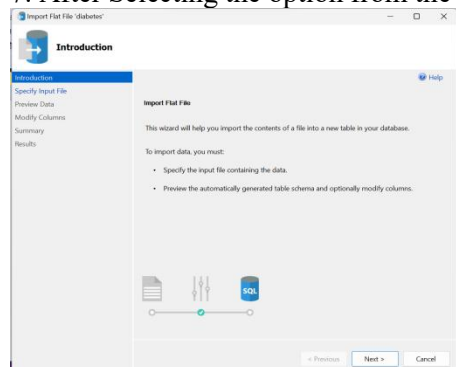 7. After Selecting the option from the
Import Flat File 'diabetes'
Introduction
Introduction
Help
Specify Input File
Preview Data
Modify Columns
Summary
Results
Import Flat File
This wizard will help you import the contents of a file into a new table in your database.
To import data, you must:
• Specify the input file containing the data.
• Preview the automatically generated table schema and optionally modify columns.
SQL
< Previous
Next >
Cancel